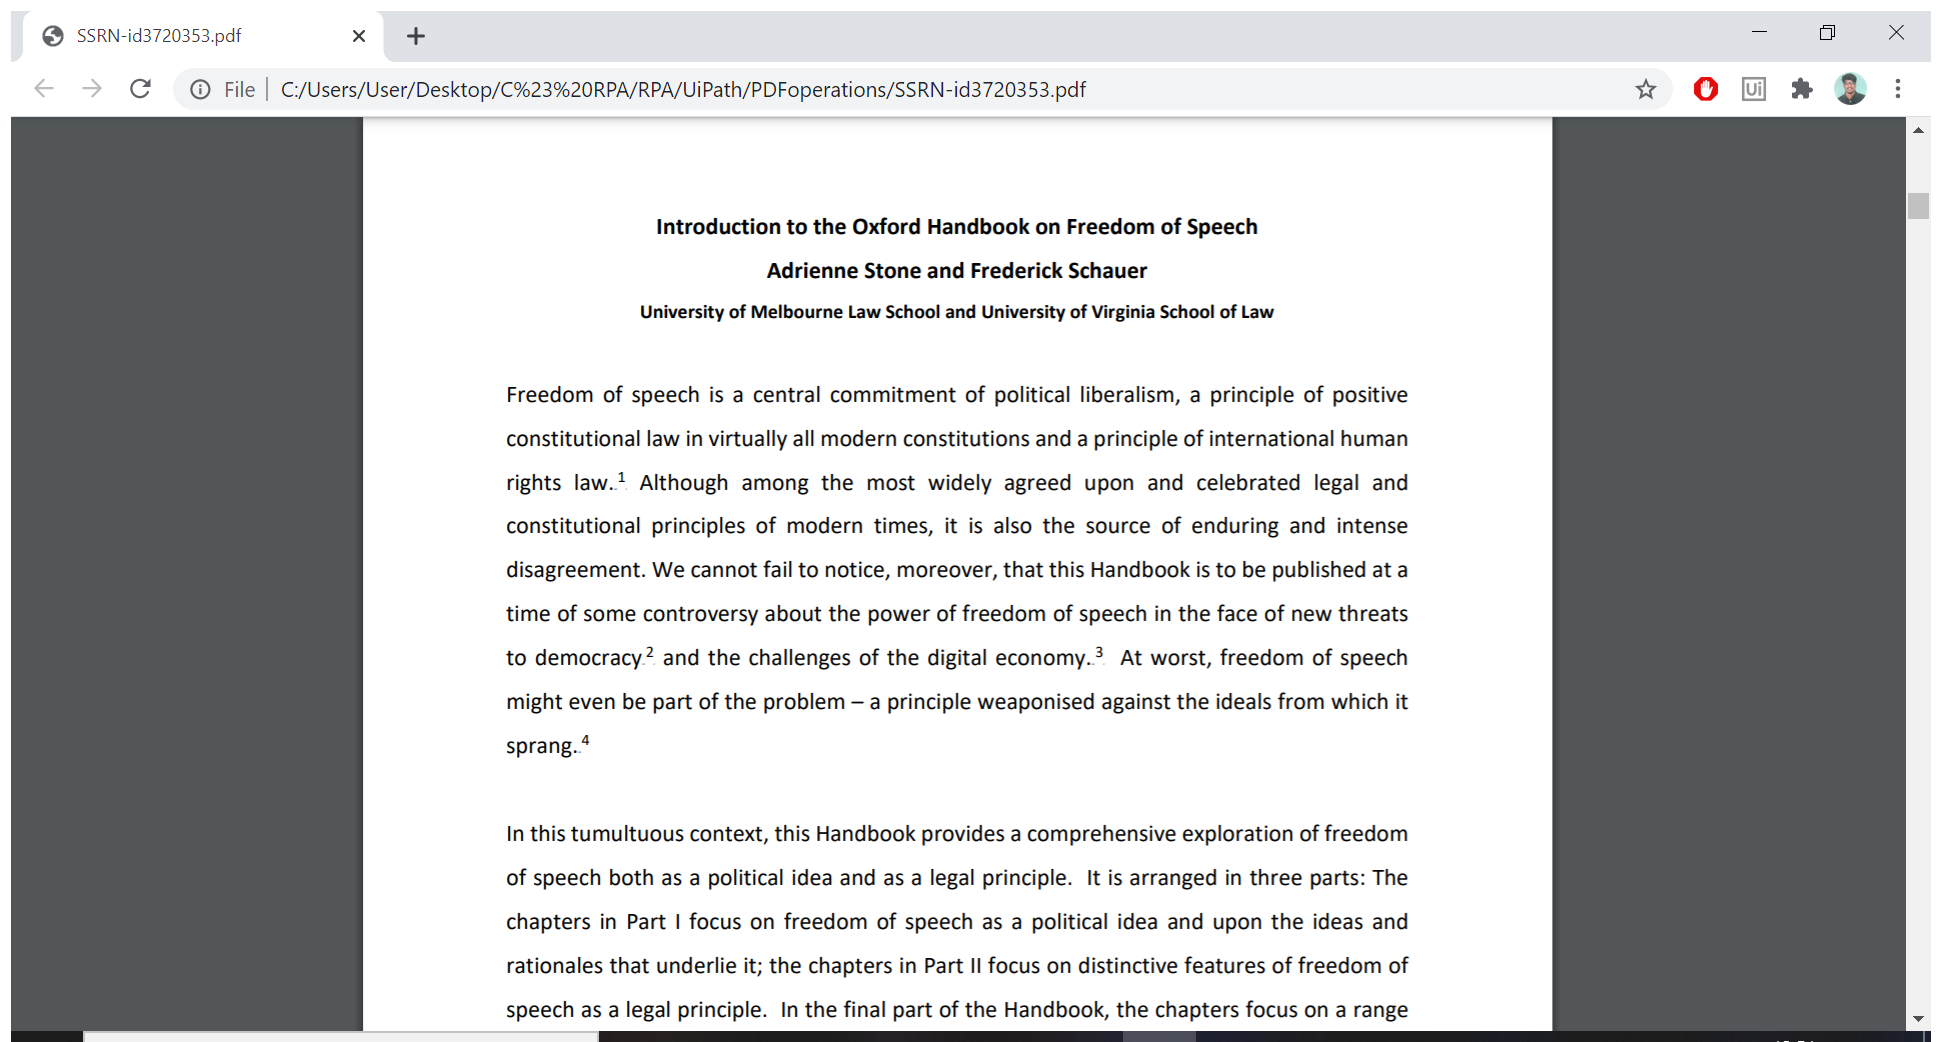 SSRN-id3720353.pdf
File
C:/Users/User/Desktop/C%23%20RPA/RPA/UiPath/PDFoperations/SSRN-id3720353.pdf
Ui
Introduction to the Oxford Handbook on Freedom of Speech
Adrienne Stone and Frederick Schauer
University of Melbourne Law School and University of Virginia School of Law
Freedom of speech is a central commitment of political liberalism, a principle of positive
constitutional law in virtually all modern constitutions and a principle of international human
rights law.¹ Although among the most widely agreed upon and celebrated legal and
constitutional principles of modern times, it is also the source of enduring and intense
disagreement. We cannot fail to notice, moreover, that this Handbook is to be published at a
time of some controversy about the power of freedom of speech in the face of new threats
to democracy² and the challenges of the digital economy.³ At worst, freedom of speech
might even be part of the problem – a principle weaponised against the ideals from which it
sprang.⁴
In this tumultuous context, this Handbook provides a comprehensive exploration of freedom
of speech both as a political idea and as a legal principle. It is arranged in three parts: The
chapters in Part I focus on freedom of speech as a political idea and upon the ideas and
rationales that underlie it; the chapters in Part II focus on distinctive features of freedom of
speech as a legal principle. In the final part of the Handbook, the chapters focus on a range